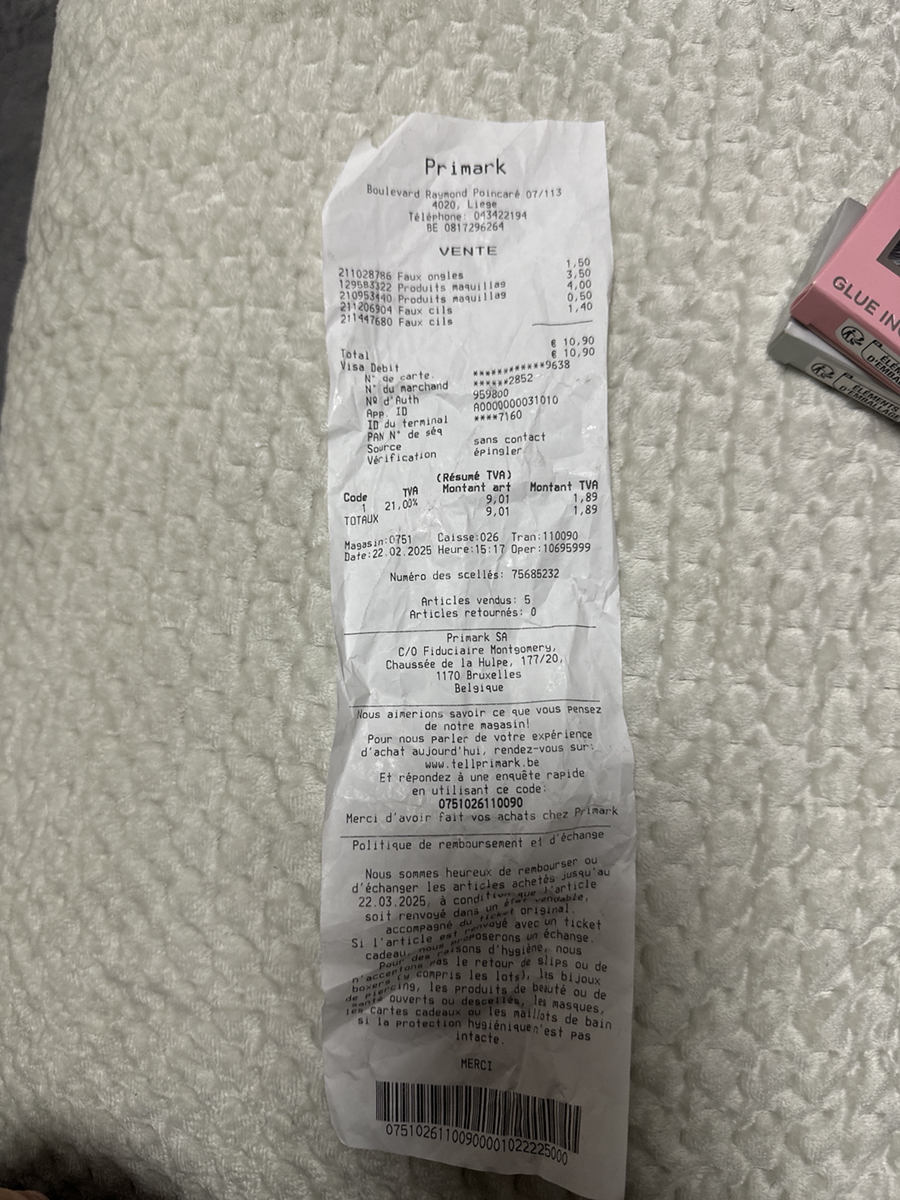 Primark
Boulevard Raymond Poincaré 07/113
4020, Liege
Téléphone: 043422194
BE 0817296264
VENTE
211028786 Faux ongles 1,50
129583322 Produits maquillag 3,50
210953440 Produits maquillag 4,00
211206904 Faux cils 0,50
211447680 Faux cils 1,40
Total € 10,90
Visa Debit € 10,90
N° de carte. ************9638
N° du marchand ******2852
Nº d'Auth 959800
App. ID A0000000031010
ID du terminal ****7160
PAN N° de séq
Source sans contact
Vérification épingler
(Résumé TVA)
Code TVA Montant art Montant TVA
1 21,00% 9,01 1,89
TOTAUX 9,01 1,89
Magasin:0751 Caisse:026 Tran:110090
Date:22.02.2025 Heure:15:17 Oper:10695999
Numéro des scellés: 75685232
Articles vendus: 5
Articles retournés: 0
Primark SA
C/O Fiduciaire Montgomery,
Chaussée de la Hulpe, 177/20,
1170 Bruxelles
Belgique
Nous aimerions savoir ce que vous pensez
de notre magasin!
Pour nous parler de votre expérience
d'achat aujourd'hui, rendez-vous sur:
www.tellprimark.be
Et répondez à une enquête rapide
en utilisant ce code:
0751026110090
Merci d'avoir fait vos achats chez Primark
Politique de remboursement et d'échange
Nous sommes heureux de rembourser ou
d'échanger les articles achetés jusqu'au
22.03.2025, à condition que l'article
soit renvoyé dans un état vendable,
accompagné du ticket original.
Si l'article est renvoyé avec un ticket
cadeau, nous proposerons un échange.
Pour des raisons d'hygiène, nous
n'acceptons pas le retour de slips ou de
boxers (y compris les lots), les bijoux
de piercing, les produits de beauté ou de
santé ouverts ou descellés, les masques,
les cartes cadeaux ou les maillots de bain
si la protection hygiénique n'est pas
intacte.
MERCI
07510261100900001022225000
GLUE IN
ÉLÉM
D'EMBAL
ÉLÉMENTS
D'EMBALLAGE